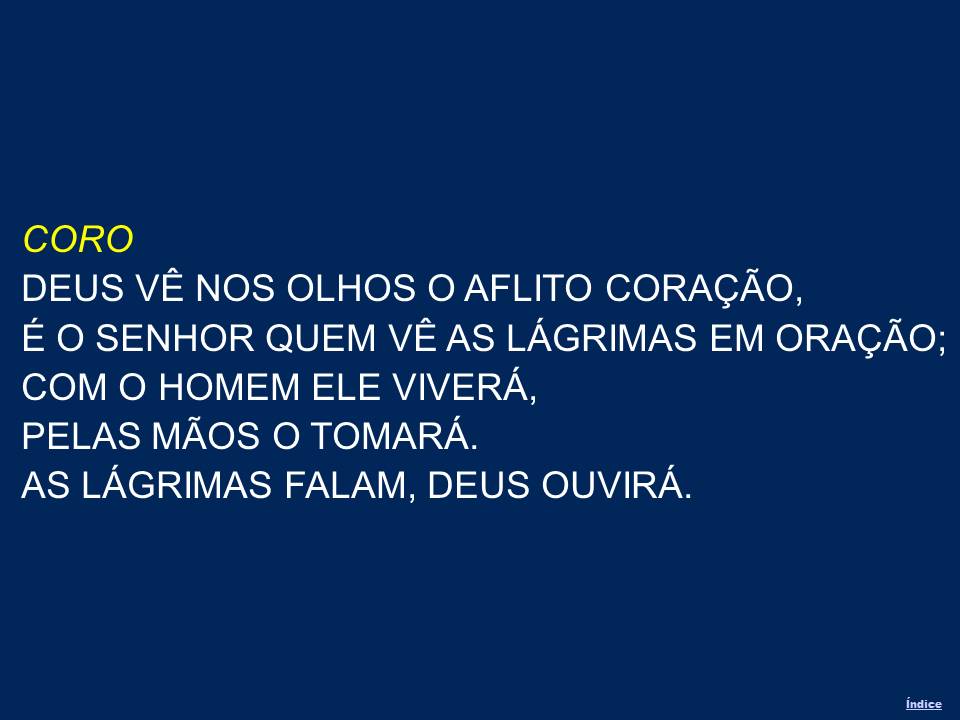 CORO
DEUS VÊ NOS OLHOS O AFLITO CORAÇÃO,
É O SENHOR QUEM VÊ AS LÁGRIMAS EM ORAÇÃO;
COM O HOMEM ELE VIVERÁ,
PELAS MÃOS O TOMARÁ.
AS LÁGRIMAS FALAM, DEUS OUVIRÁ.
Índice